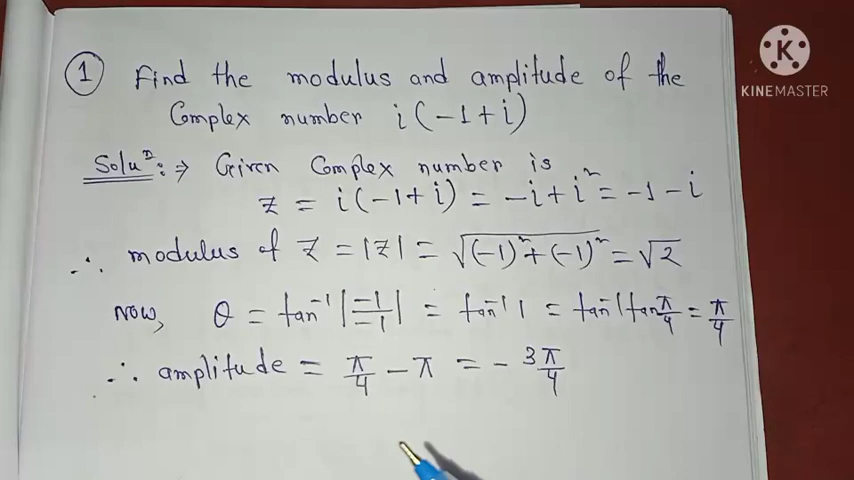 K
KINEMASTER
① Find the modulus and amplitude of the
Complex number i(-1+i)
Soluⁿ:⇒ Given Complex number is
z = i(-1+i) = -i+i² = -1-i
∴ modulus of z = |z| = √((-1)²+(-1)²) = √2
Now, θ = tan⁻¹|-1/-1| = tan⁻¹1 = tan⁻¹tan π/4 = π/4
∴ amplitude = π/4 - π = - 3π/4